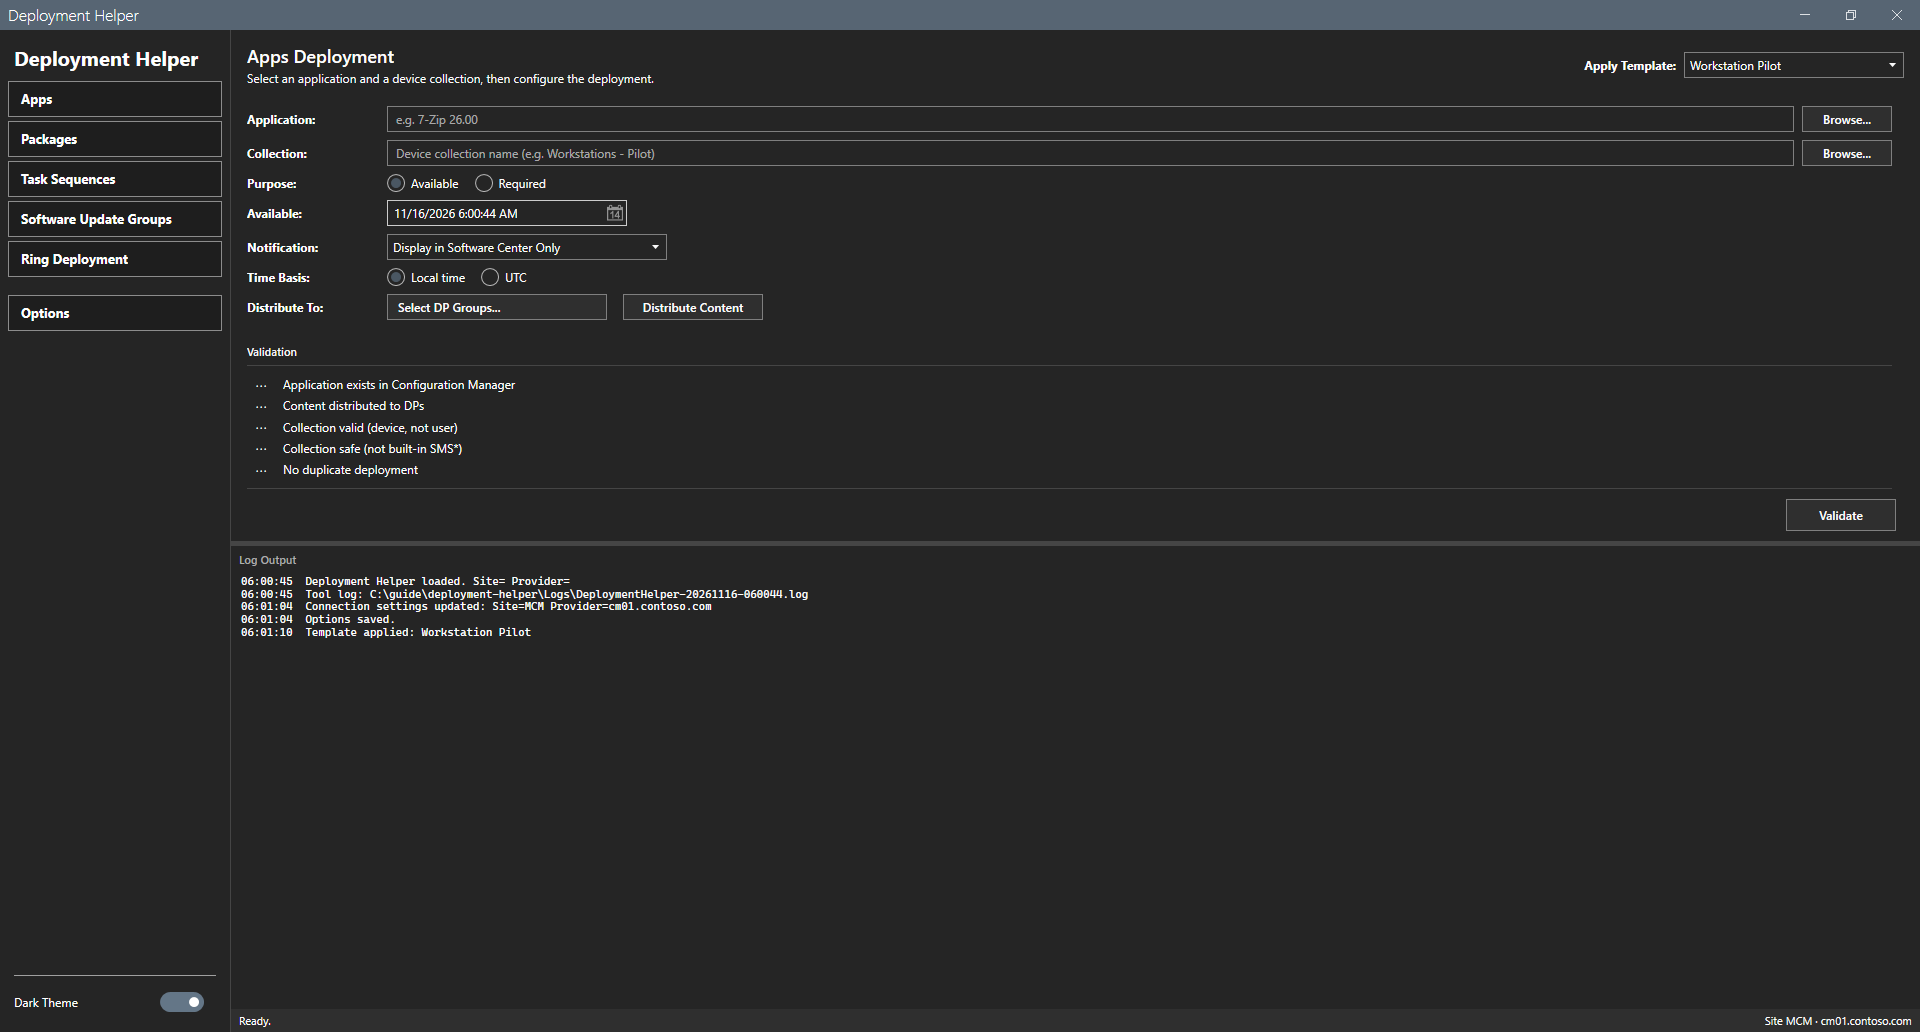 Deployment Helper
Deployment Helper
Apps
Packages
Task Sequences
Software Update Groups
Ring Deployment
Options
Dark Theme
Apps Deployment
Select an application and a device collection, then configure the deployment.
Apply Template: Workstation Pilot
Application: e.g. 7-Zip 26.00 Browse...
Collection: Device collection name (e.g. Workstations - Pilot) Browse...
Purpose: Available Required
Available: 11/16/2026 6:00:44 AM 14
Notification: Display in Software Center Only
Time Basis: Local time UTC
Distribute To: Select DP Groups... Distribute Content
Validation
... Application exists in Configuration Manager
... Content distributed to DPs
... Collection valid (device, not user)
... Collection safe (not built-in SMS*)
... No duplicate deployment
Validate
Log Output
06:00:45 Deployment Helper loaded. Site= Provider=
06:00:45 Tool log: C:\guide\deployment-helper\Logs\DeploymentHelper-20261116-060044.log
06:01:04 Connection settings updated: Site=MCM Provider=cm01.contoso.com
06:01:04 Options saved.
06:01:10 Template applied: Workstation Pilot
Ready.
Site MCM · cm01.contoso.com